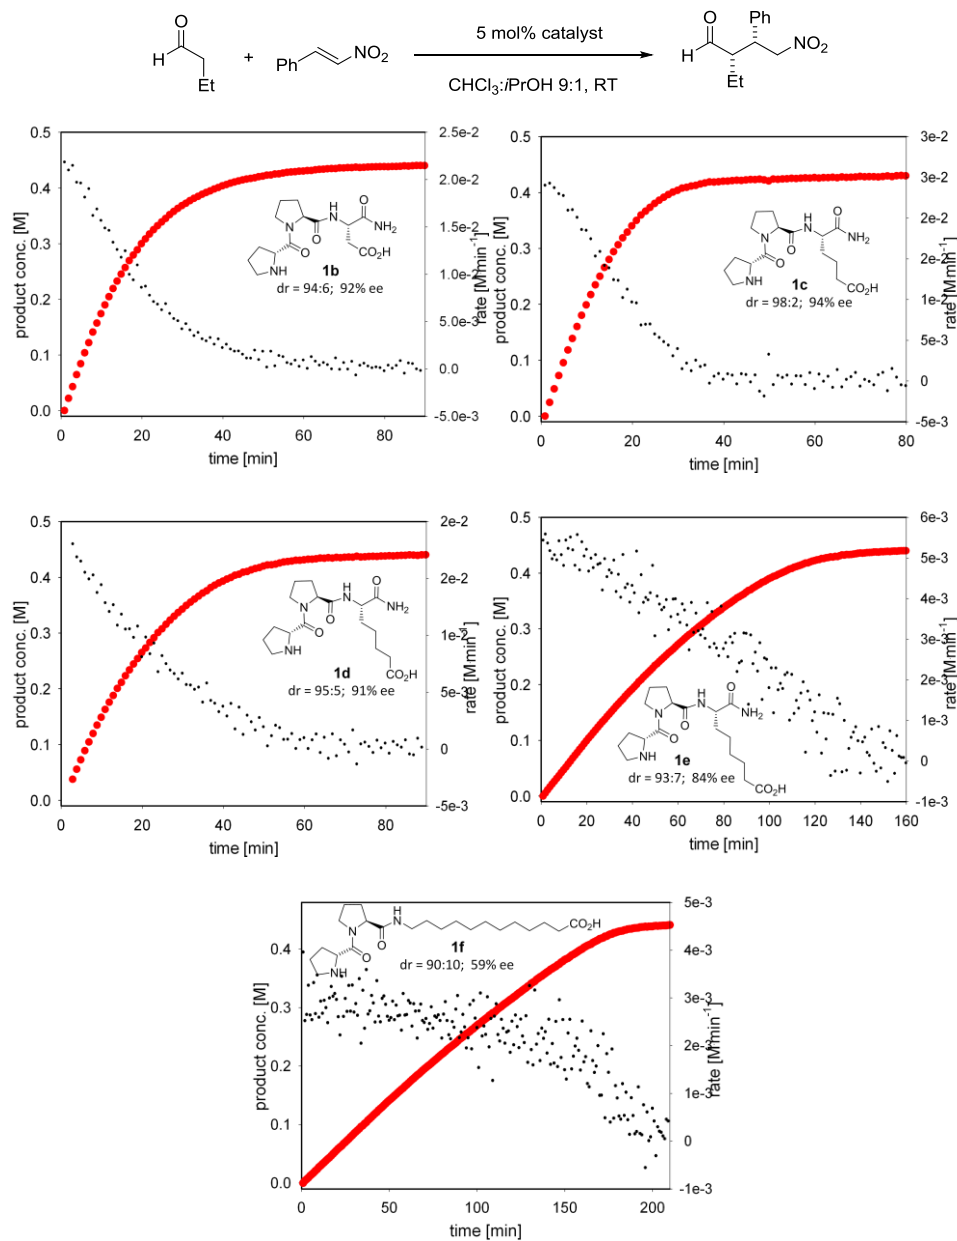 O
H
Et
+
Ph
NO2
5 mol% catalyst
CHCl3:iPrOH 9:1, RT
O
H
Ph
NO2
Et
product conc. [M]
0.5
0.4
0.3
0.2
0.1
0.0
2.5e-2
2.0e-2
1.0e-2
5.0e-3
0.0
-5.0e-3
rate [M·min-1]
0 20 40 60 80
time [min]
H
N
O
NH2
N
O
CO2H
O
NH
1b
dr = 94:6; 92% ee
product conc. [M]
0.5
0.4
0.3
0.2
0.1
0.0
3e-2
3e-2
2e-2
2e-2
1e-2
5e-3
0
-5e-3
rate [M·min-1]
0 20 40 60 80
time [min]
H
N
O
NH2
N
O
O
NH
CO2H
1c
dr = 98:2; 94% ee
product conc. [M]
0.5
0.4
0.3
0.2
0.1
0.0
2e-2
2e-2
1e-2
5e-3
0
-5e-3
rate [M·min-1]
0 20 40 60 80
time [min]
H
N
O
NH2
N
O
O
NH
CO2H
1d
dr = 95:5; 91% ee
product conc. [M]
0.5
0.4
0.3
0.2
0.1
0.0
6e-3
5e-3
4e-3
3e-3
2e-3
1e-3
0
-1e-3
rate [M·min-1]
0 20 40 60 80 100 120 140 160
time [min]
H
N
O
NH2
N
O
O
NH
CO2H
1e
dr = 93:7; 84% ee
product conc. [M]
0.4
0.3
0.2
0.1
0.0
5e-3
4e-3
3e-3
2e-3
1e-3
0
-1e-3
rate [M·min-1]
0 50 100 150 200
time [min]
H
N
CO2H
N
O
O
NH
1f
dr = 90:10; 59% ee